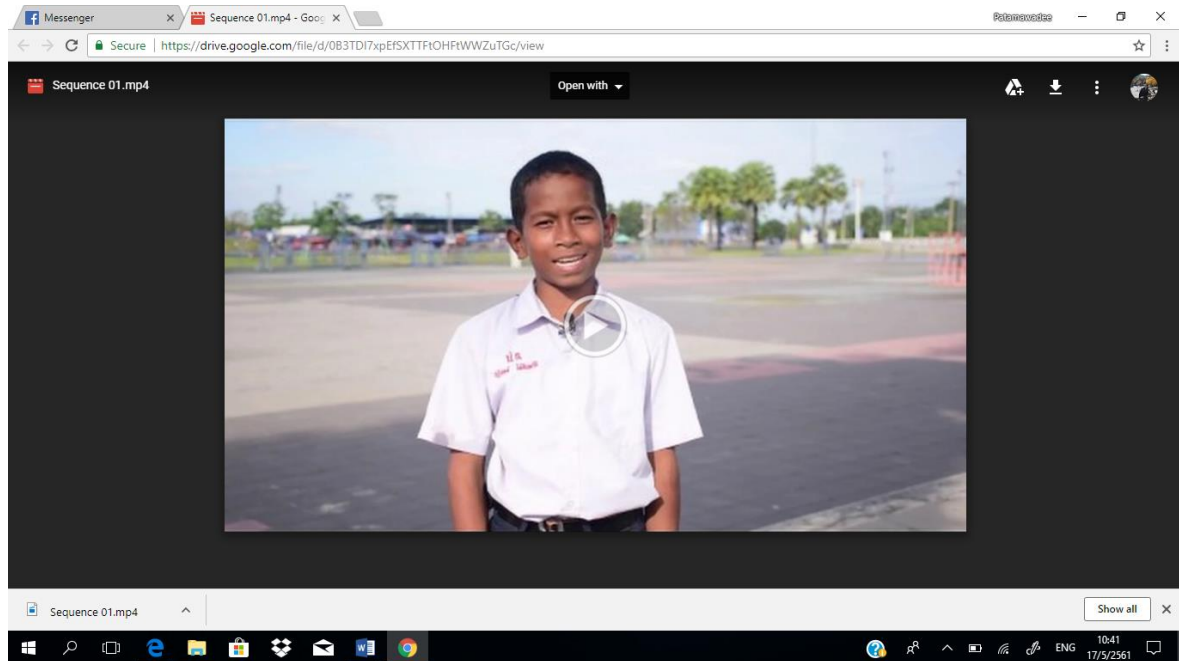 Messenger
Sequence 01.mp4 - Goog
Patamawadee
Secure | https://drive.google.com/file/d/0B3TDI7xpEfSXTTFtOHFtWWZuTGc/view
Sequence 01.mp4
Open with
Sequence 01.mp4
Show all
ENG
10:41
17/5/2561